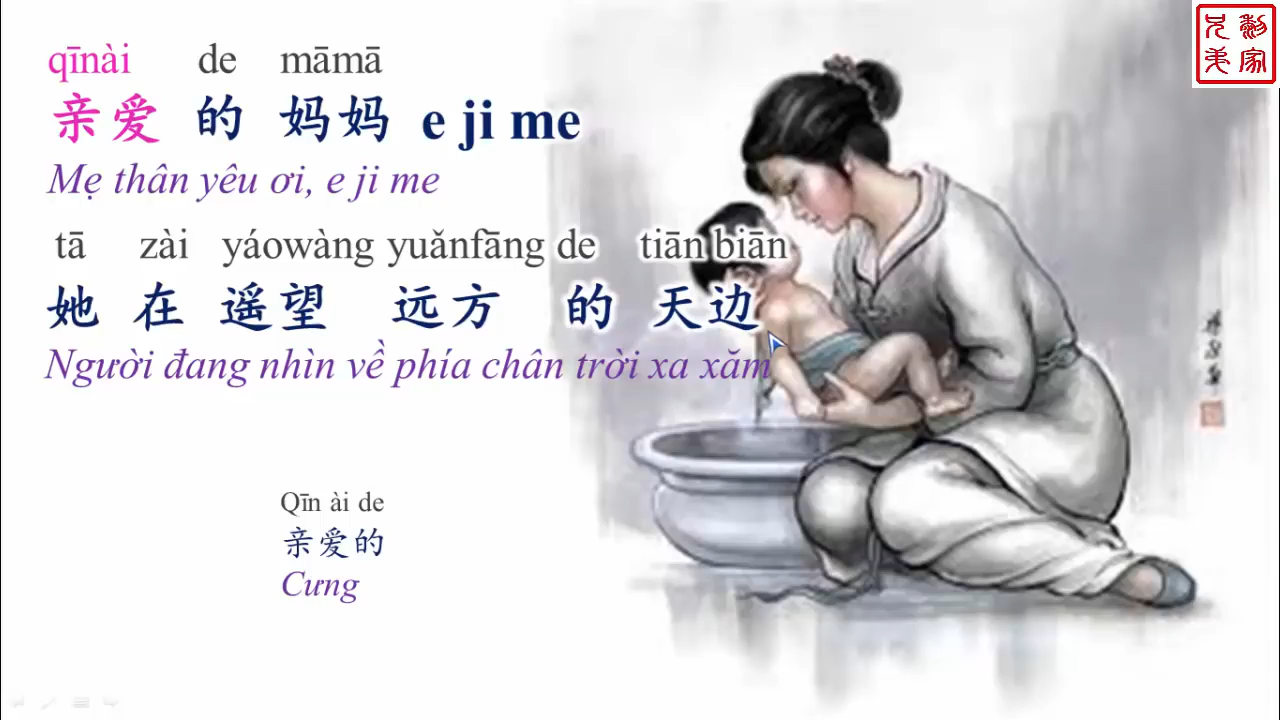 qīnài de māmā
亲爱 的 妈妈 e ji me
Mẹ thân yêu ơi, e ji me
tā zài yáowàng yuǎnfāng de tiān biān
她 在 遥望 远方 的 天边
Người đang nhìn về phía chân trời xa xăm
Qīn ài de
亲爱的
Cưng